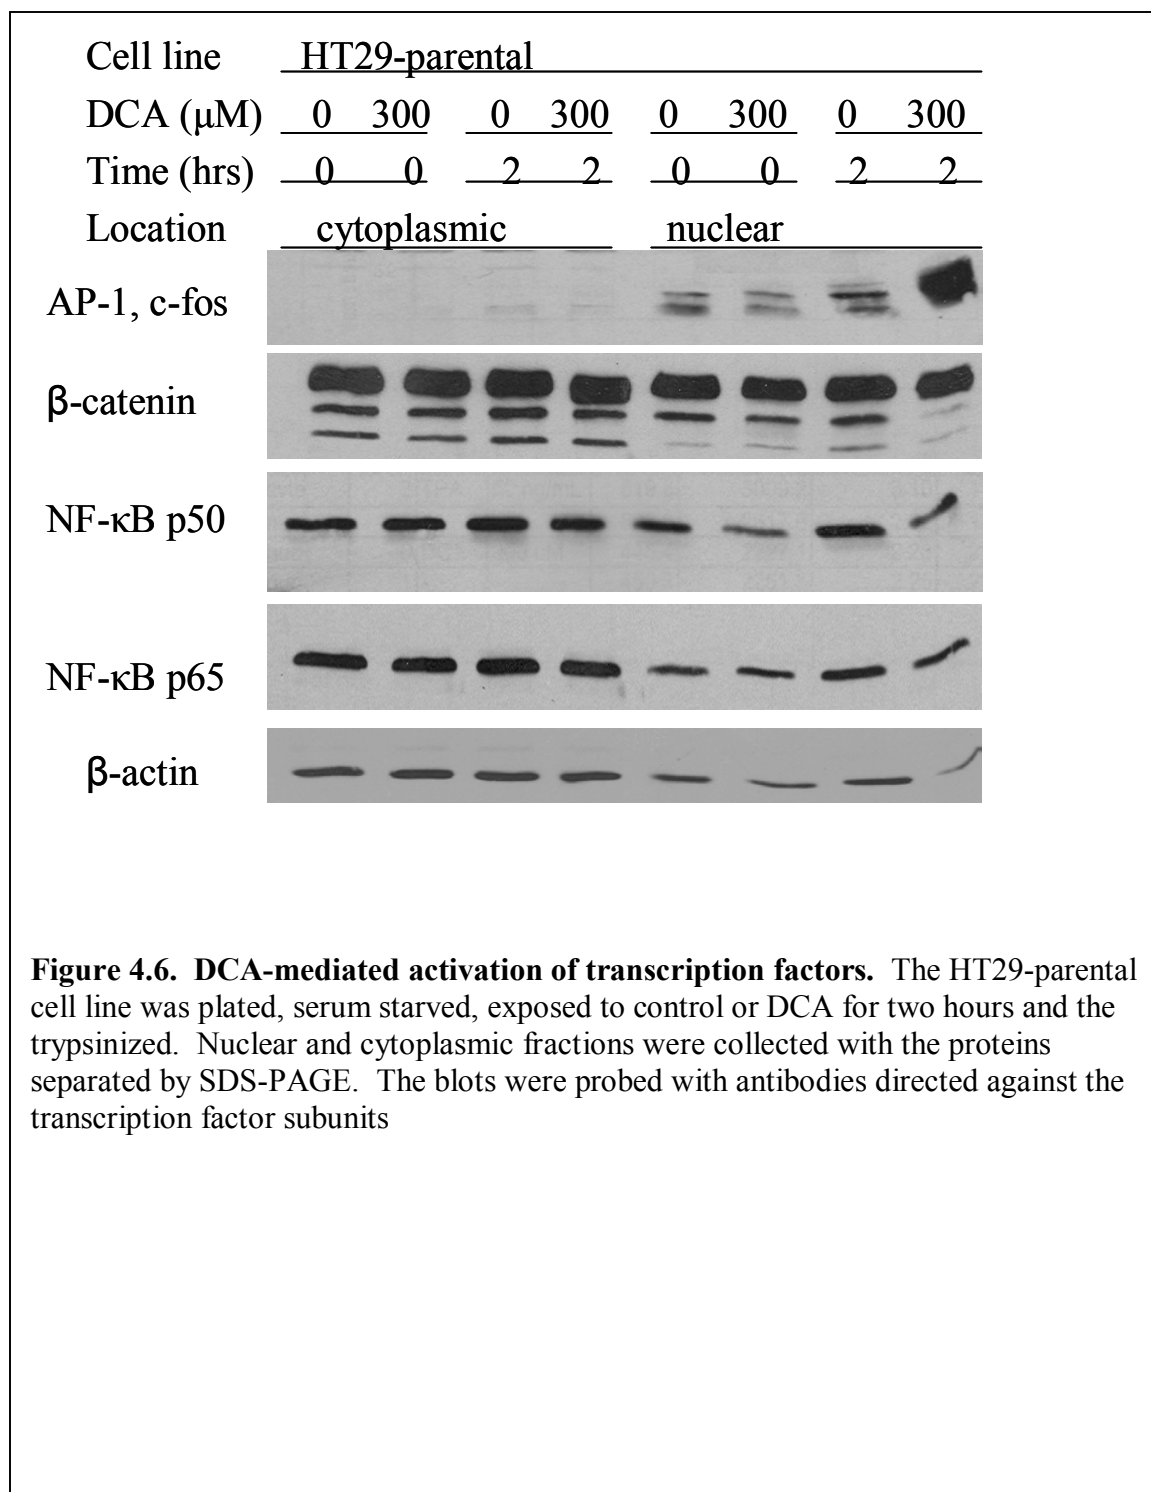 Cell line HT29-parental
DCA (μM) 0 300 0 300 0 300 0 300
Time (hrs) 0 0 2 2 0 0 2 2
Location cytoplasmic nuclear
AP-1, c-fos
β-catenin
NF-κB p50
NF-κB p65
β-actin
Figure 4.6. DCA-mediated activation of transcription factors. The HT29-parental
cell line was plated, serum starved, exposed to control or DCA for two hours and the
trypsinized. Nuclear and cytoplasmic fractions were collected with the proteins
separated by SDS-PAGE. The blots were probed with antibodies directed against the
transcription factor subunits